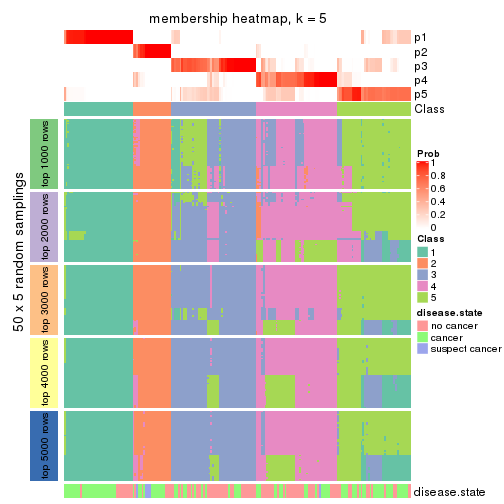 membership heatmap, k = 5
p1
p2
p3
p4
p5
Class
50 x 5 random samplings
top 1000 rows
top 2000 rows
top 3000 rows
top 4000 rows
top 5000 rows
disease.state
Prob
1
0.8
0.6
0.4
0.2
0
Class
1
2
3
4
5
disease.state
no cancer
cancer
suspect cancer